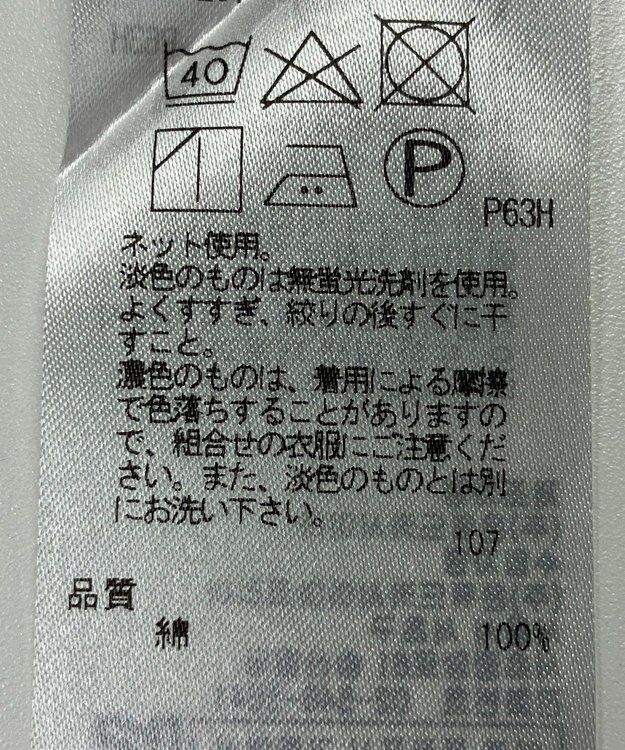 40
P
P63H
ネット使用。
淡色のものは無蛍光洗剤を使用。
よくすすぎ、絞りの後すぐに干
すこと。
濃色のものは、着用による摩擦
で色落ちすることがありますの
で、組合せの衣服にご注意くだ
さい。また、淡色のものとは別
にお洗い下さい。
107
品質
綿 100%